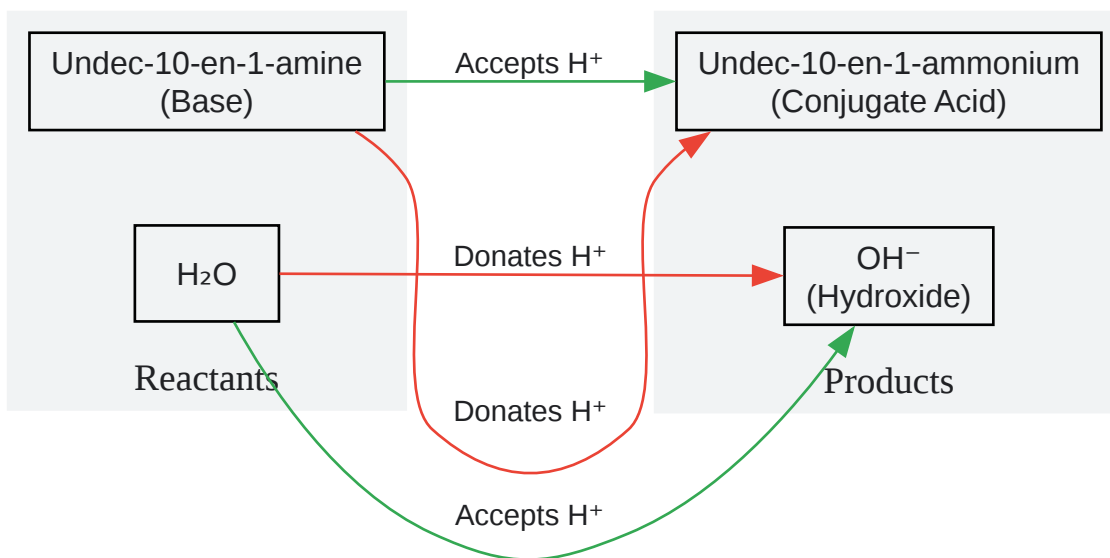 Undec-10-en-1-amine
(Base)
Accepts H⁺
Undec-10-en-1-ammonium
(Conjugate Acid)
H₂O
Donates H⁺
OH⁻
(Hydroxide)
Reactants
Products
Donates H⁺
Accepts H⁺